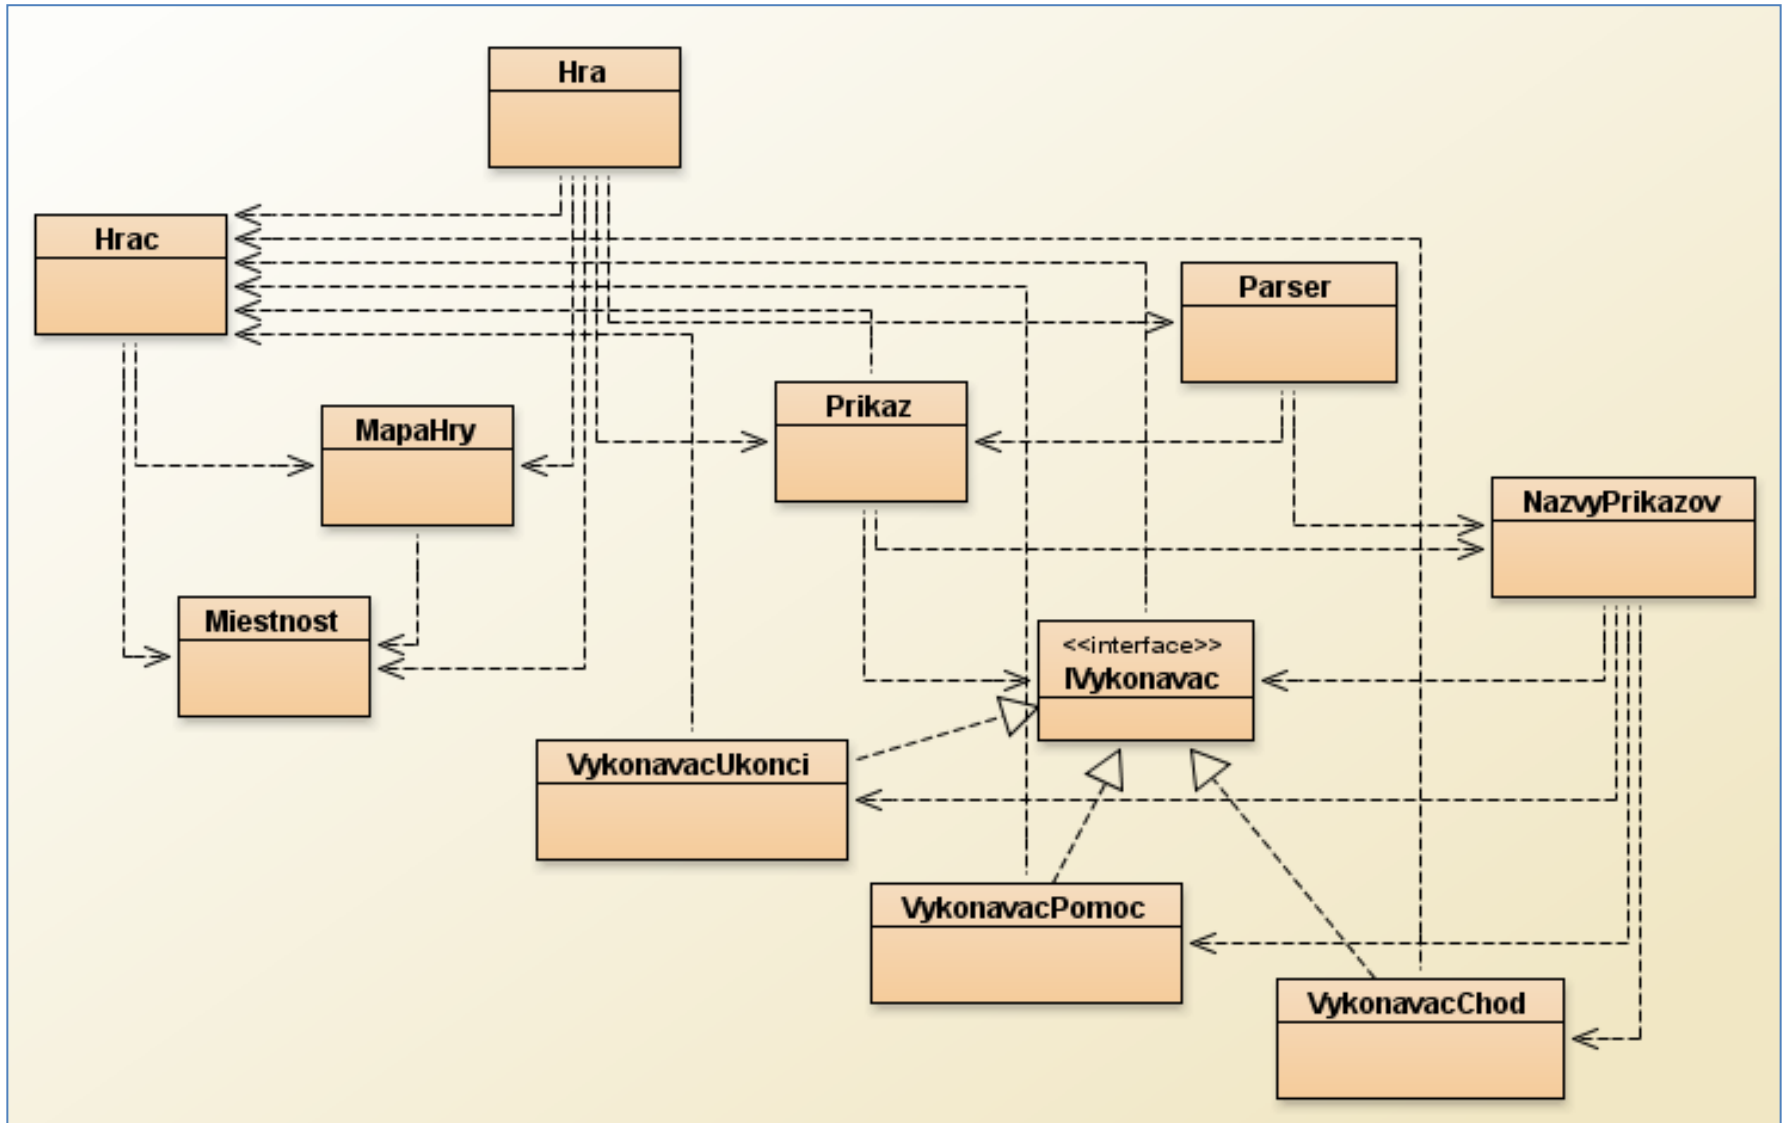 Hra
Hrac
Parser
Prikaz
MapaHry
NazvyPrikazov
Miestnost
<<interface>>
IVykonavac
VykonavacUkonci
VykonavacPomoc
VykonavacChod